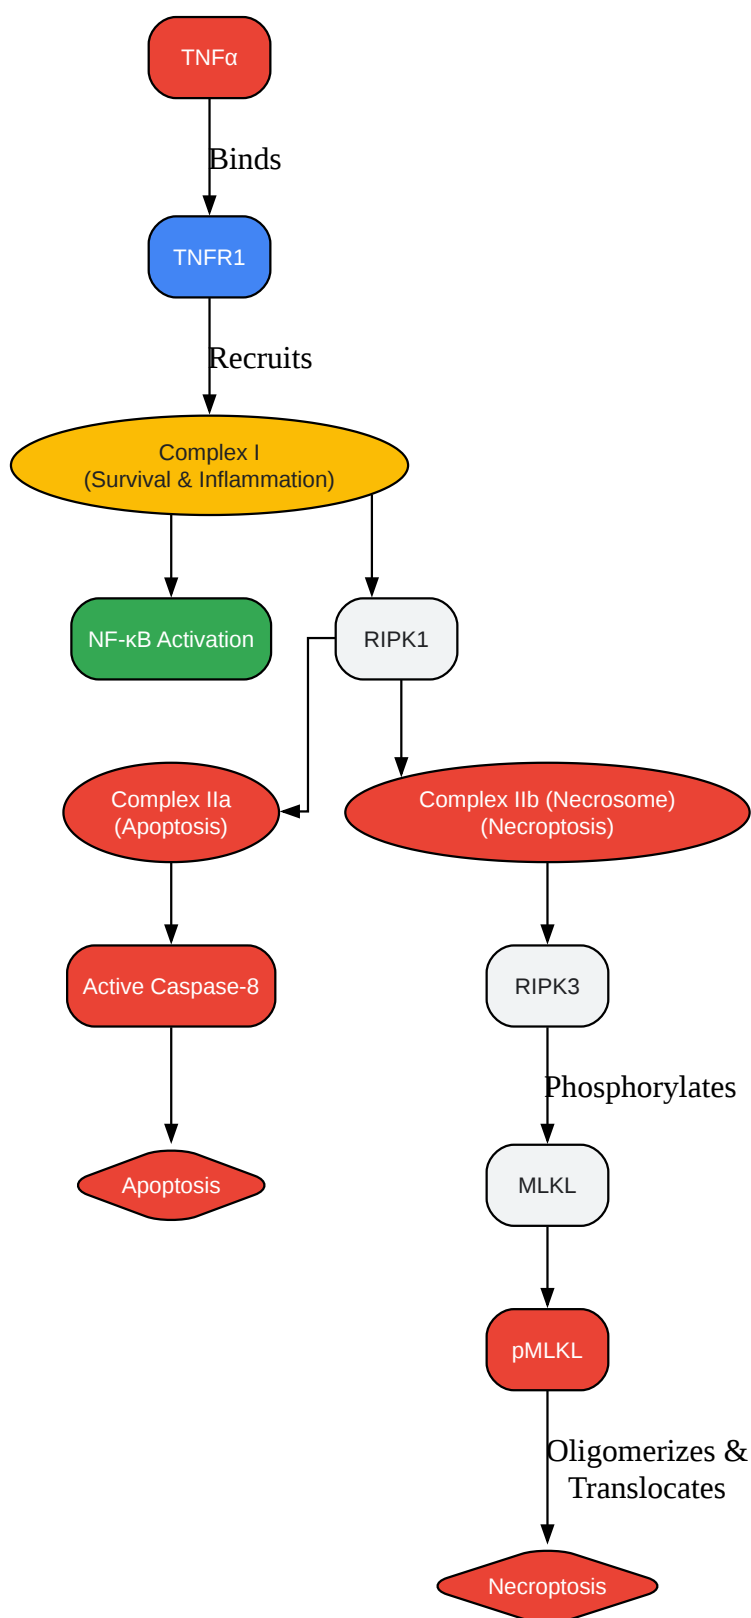 TNFα
Binds
TNFR1
Recruits
Complex I
(Survival & Inflammation)
NF-κB Activation
RIPK1
Complex IIa
(Apoptosis)
Complex IIb (Necrosome)
(Necroptosis)
Active Caspase-8
RIPK3
Phosphorylates
Apoptosis
MLKL
pMLKL
Oligomerizes &
Translocates
Necroptosis